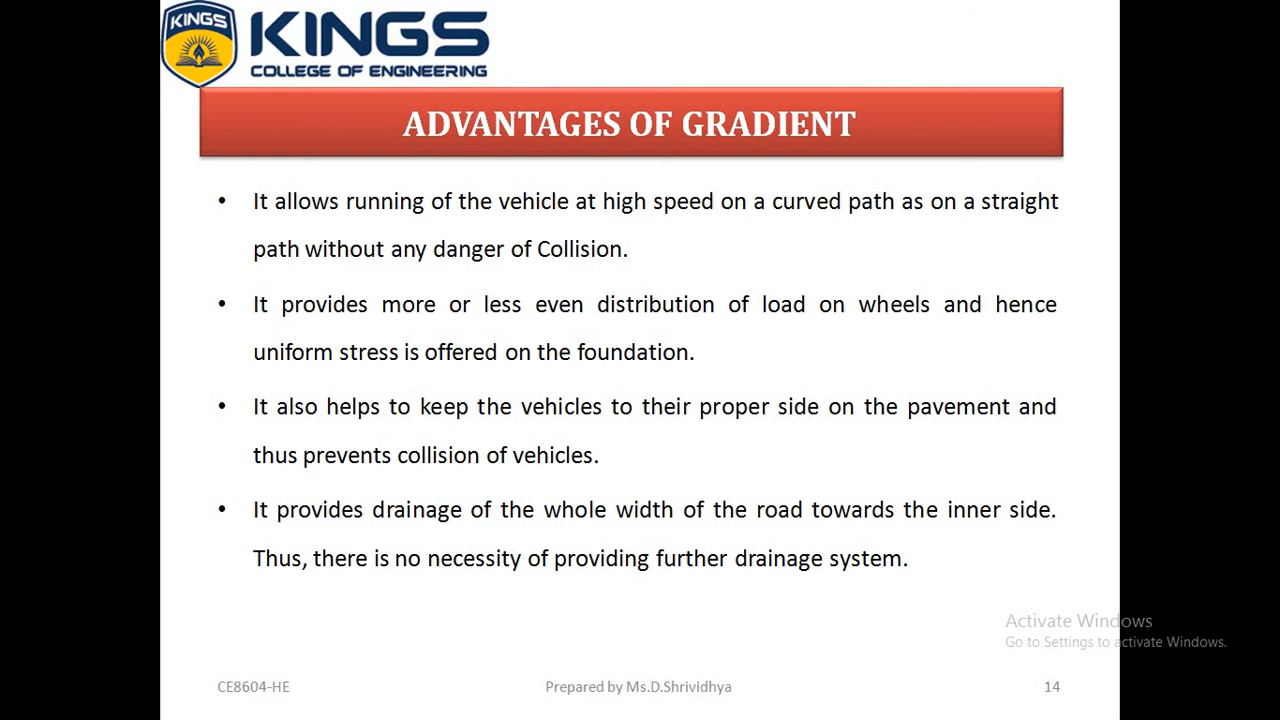 KINGS
KINGS
COLLEGE OF ENGINEERING
ADVANTAGES OF GRADIENT
• It allows running of the vehicle at high speed on a curved path as on a straight
path without any danger of Collision.
• It provides more or less even distribution of load on wheels and hence
uniform stress is offered on the foundation.
• It also helps to keep the vehicles to their proper side on the pavement and
thus prevents collision of vehicles.
• It provides drainage of the whole width of the road towards the inner side.
Thus, there is no necessity of providing further drainage system.
Activate Windows
Go to Settings to activate Windows.
CE8604-HE
Prepared by Ms.D.Shrividhya
14